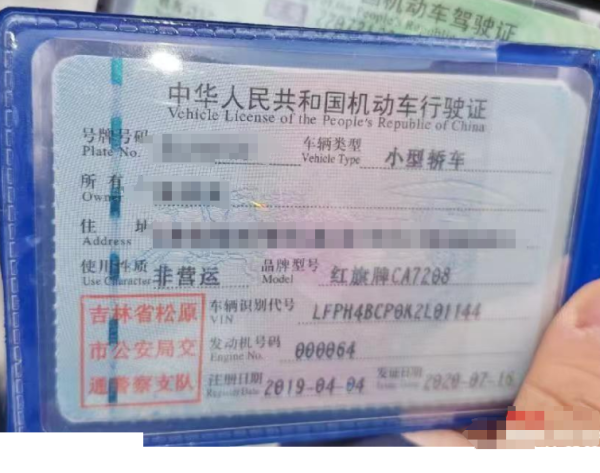 机动车驾驶证
中华人民共和国机动车行驶证
Vehicle License of the People's Republic of China
号牌号码 车辆类型 小型轿车
Plate No. Vehicle Type
所有
Owner
住 址
Address
使用性质 非营运 品牌型号 红旗牌CA7208
Use Character Model
吉林省松原 车辆识别代号 LFPH4BCP0K2L01144
VIN
市公安局交 发动机号码 000064
Engine No.
通警察支队 注册日期 2019-04-04 发证日期 2020-07-16
Register Date Issue Date